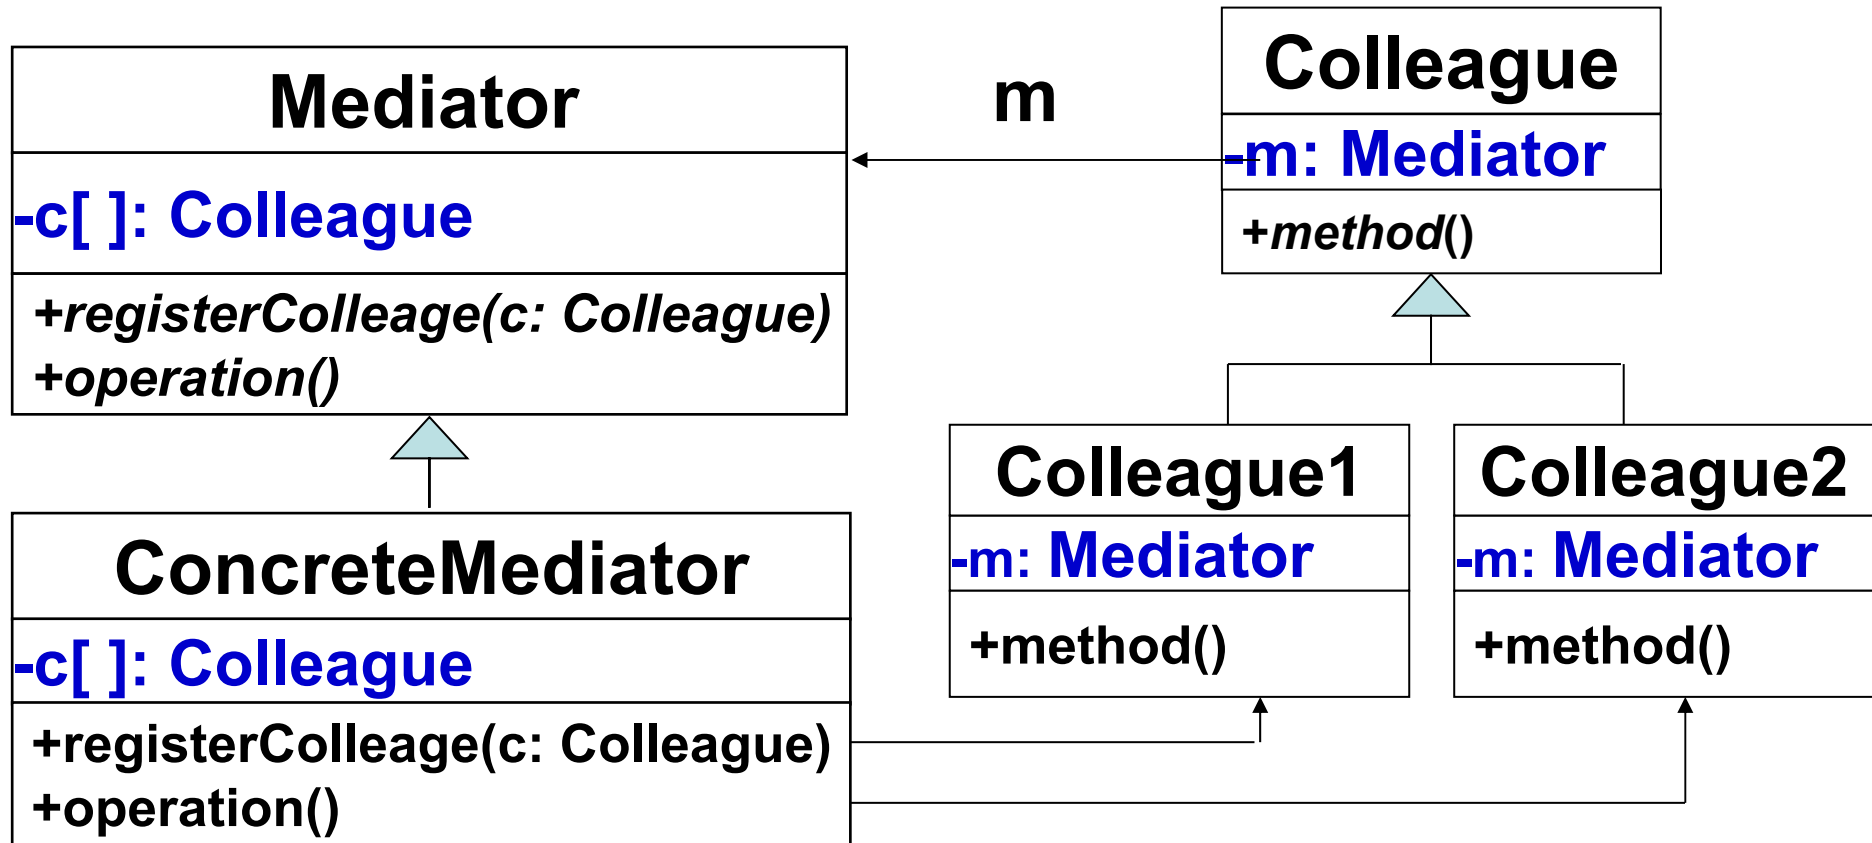 Mediator
-c[ ]: Colleague
+registerColleage(c: Colleague)
+operation()
m
Colleague
-m: Mediator
+method()
ConcreteMediator
-c[ ]: Colleague
+registerColleage(c: Colleague)
+operation()
Colleague1
-m: Mediator
+method()
Colleague2
-m: Mediator
+method()